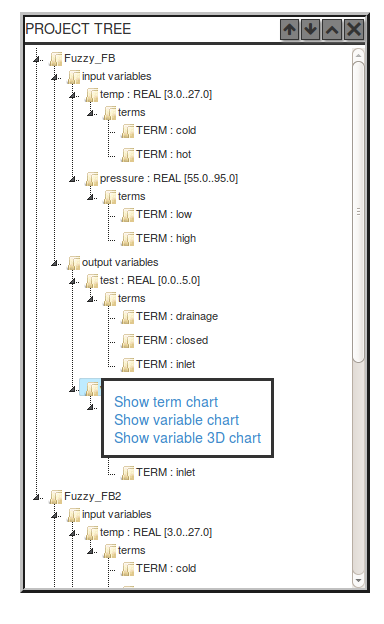 PROJECT TREE
Fuzzy_FB
input variables
temp : REAL [3.0..27.0]
terms
TERM : cold
TERM : hot
pressure : REAL [55.0..95.0]
terms
TERM : low
TERM : high
output variables
test : REAL [0.0..5.0]
terms
TERM : drainage
TERM : closed
TERM : inlet
Show term chart
Show variable chart
Show variable 3D chart
TERM : inlet
Fuzzy_FB2
input variables
temp : REAL [3.0..27.0]
terms
TERM : cold